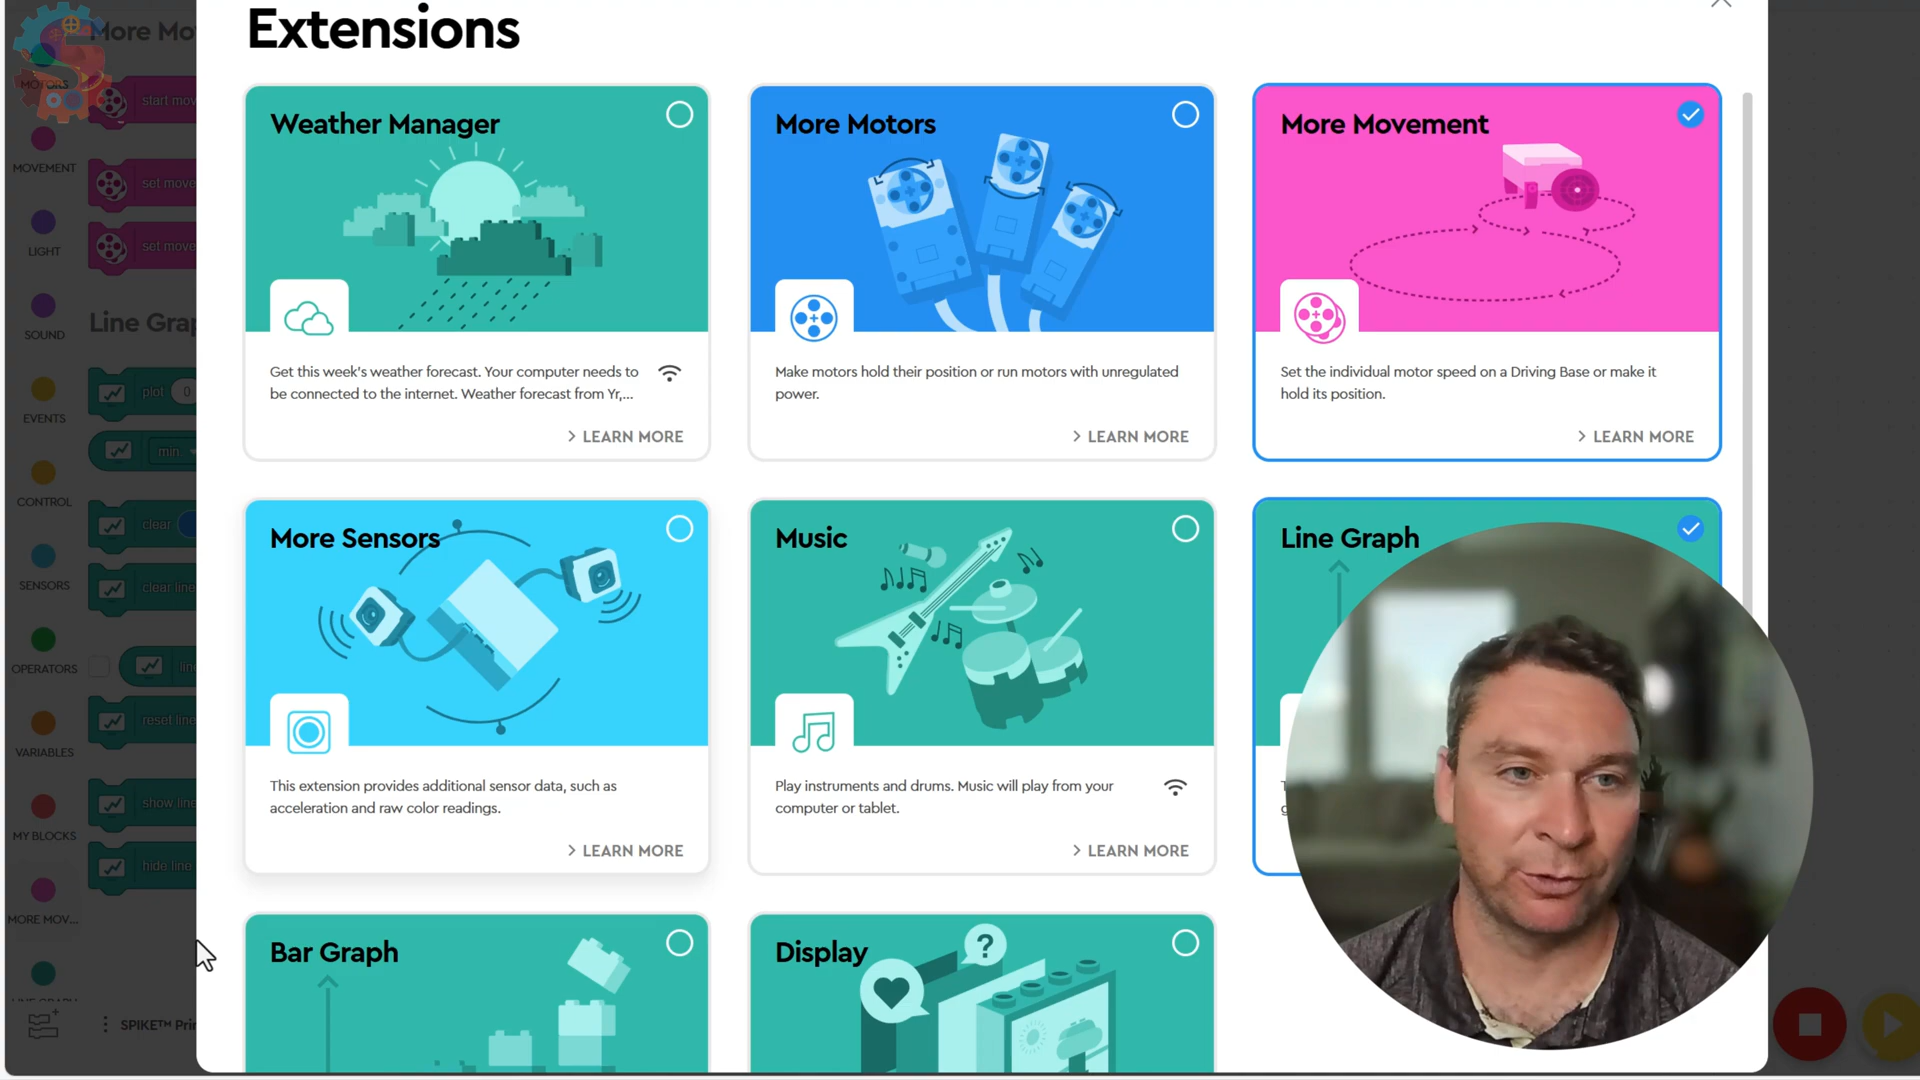 Extensions
More Mo
MOTORS
start mov
MOVEMENT
set move
LIGHT
set move
SOUND
Line Grap
EVENTS
plot 0
min.
CONTROL
clear
SENSORS
clear line
OPERATORS
line
VARIABLES
reset line
MY BLOCKS
show line
hide line
MORE MOV...
SPIKE™ Prin
Weather Manager
Get this week's weather forecast. Your computer needs to
be connected to the internet. Weather forecast from Yr,...
> LEARN MORE
More Motors
Make motors hold their position or run motors with unregulated
power.
> LEARN MORE
More Movement
Set the individual motor speed on a Driving Base or make it
hold its position.
> LEARN MORE
More Sensors
This extension provides additional sensor data, such as
acceleration and raw color readings.
> LEARN MORE
Music
Play instruments and drums. Music will play from your
computer or tablet.
> LEARN MORE
Line Graph
Bar Graph
Display
?